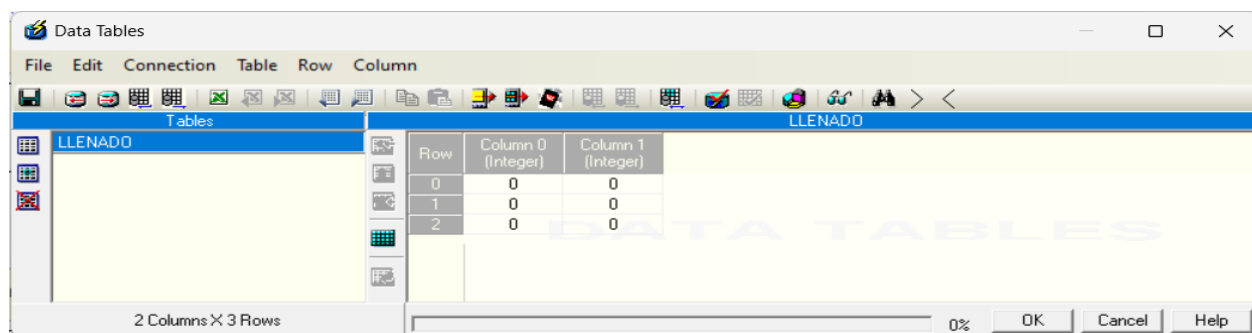 Data Tables
File Edit Connection Table Row Column
Tables
LLENADO
LLENADO
Row Column 0 (Integer) Column 1 (Integer)
0 0 0
1 0 0
2 0 0
DATA TABLES
2 Columns X 3 Rows
0% OK Cancel Help